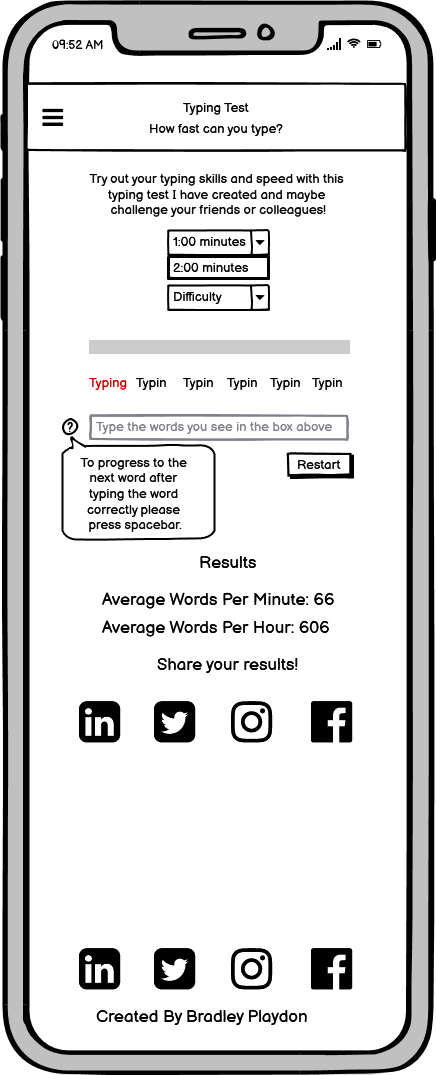 09:52 AM
Typing Test
How fast can you type?
Try out your typing skills and speed with this
typing test I have created and maybe
challenge your friends or colleagues!
1:00 minutes
2:00 minutes
Difficulty
Typing Typin Typin Typin Typin Typin
? Type the words you see in the box above
To progress to the
next word after
typing the word
correctly please
press spacebar.
Restart
Results
Average Words Per Minute: 66
Average Words Per Hour: 606
Share your results!
in f
in f
Created By Bradley Playdon